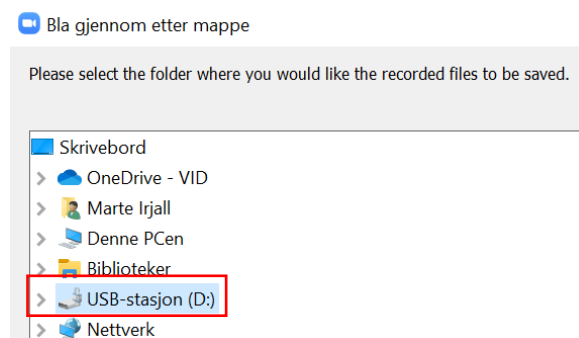 Bla gjennom etter mappe
Please select the folder where you would like the recorded files to be saved.
Skrivebord
OneDrive - VID
Marte Irjall
Denne PCen
Biblioteker
USB-stasjon (D:)
Nettverk